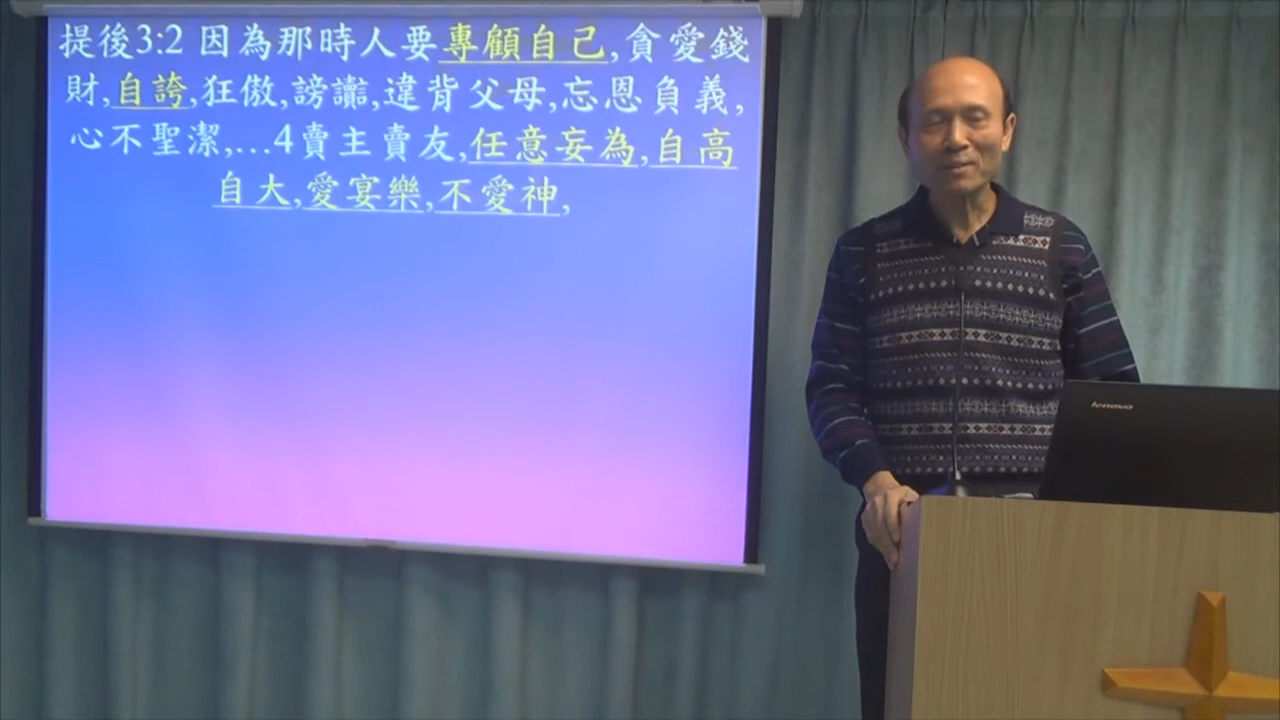 提後3:2 因為那時人要專顧自己,貪愛錢
財,自誇,狂傲,謗讟,違背父母,忘恩負義,
心不聖潔,...4賣主賣友,任意妄為,自高
自大,愛宴樂,不愛神,
lenovo